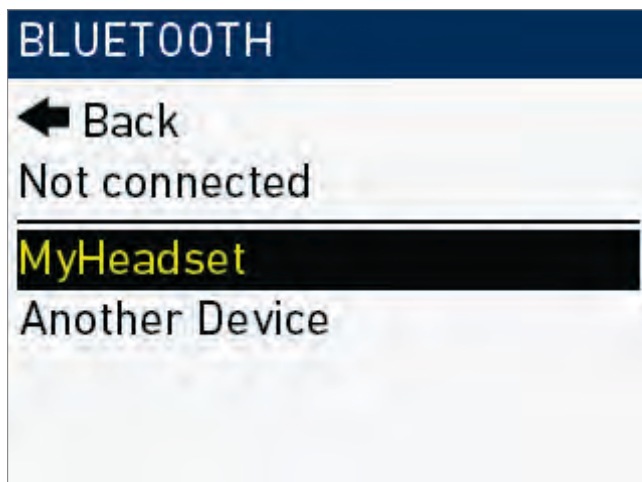 BLUETOOTH
Back
Not connected
MyHeadset
Another Device